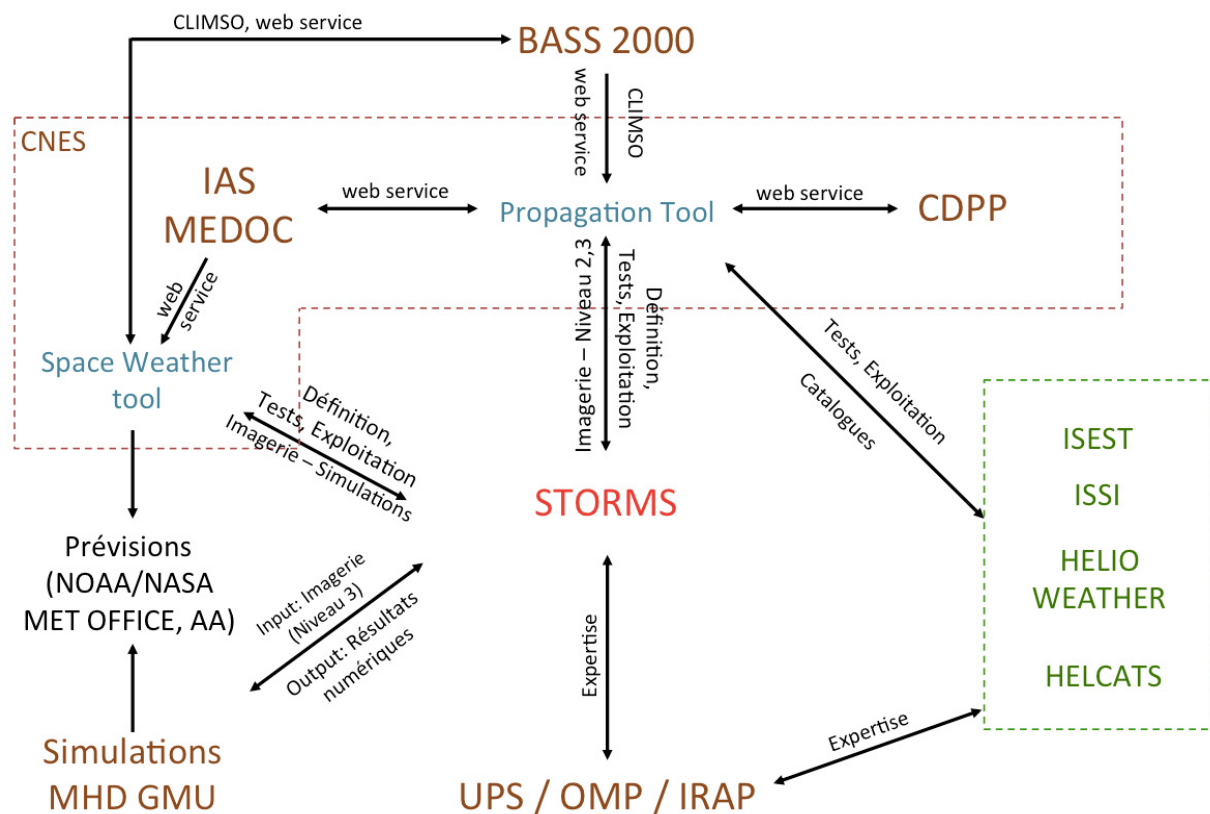 CLIMSO, web service
BASS 2000
web service
CLIMSO
CNES
IAS
MEDOC
web service
Propagation Tool
web service
CDPP
web
service
Imagerie – Niveau 2,3
Tests, Exploitation
Définition,
Tests, Exploitation
Catalogues
Space Weather
tool
Définition,
Tests, Exploitation
Imagerie – Simulations
STORMS
ISEST
ISSI
HELIO
WEATHER
HELCATS
Prévisions
(NOAA/NASA
MET OFFICE, AA)
Input: Imagerie
(Niveau 3)
Output: Résultats
numériques
Expertise
Expertise
Simulations
MHD GMU
UPS / OMP / IRAP